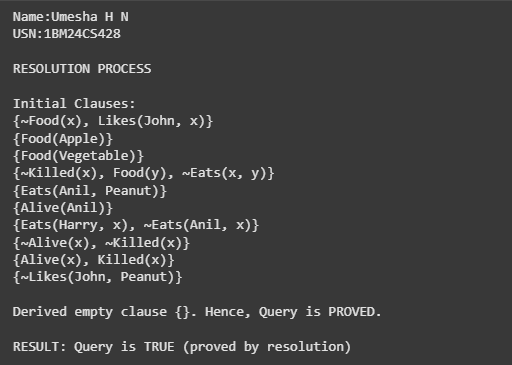 Name:Umesha H N
USN:1BM24CS428
RESOLUTION PROCESS
Initial Clauses:
{~Food(x), Likes(John, x)}
{Food(Apple)}
{Food(Vegetable)}
{~Killed(x), Food(y), ~Eats(x, y)}
{Eats(Anil, Peanut)}
{Alive(Anil)}
{Eats(Harry, x), ~Eats(Anil, x)}
{~Alive(x), ~Killed(x)}
{Alive(x), Killed(x)}
{~Likes(John, Peanut)}
Derived empty clause {}. Hence, Query is PROVED.
RESULT: Query is TRUE (proved by resolution)